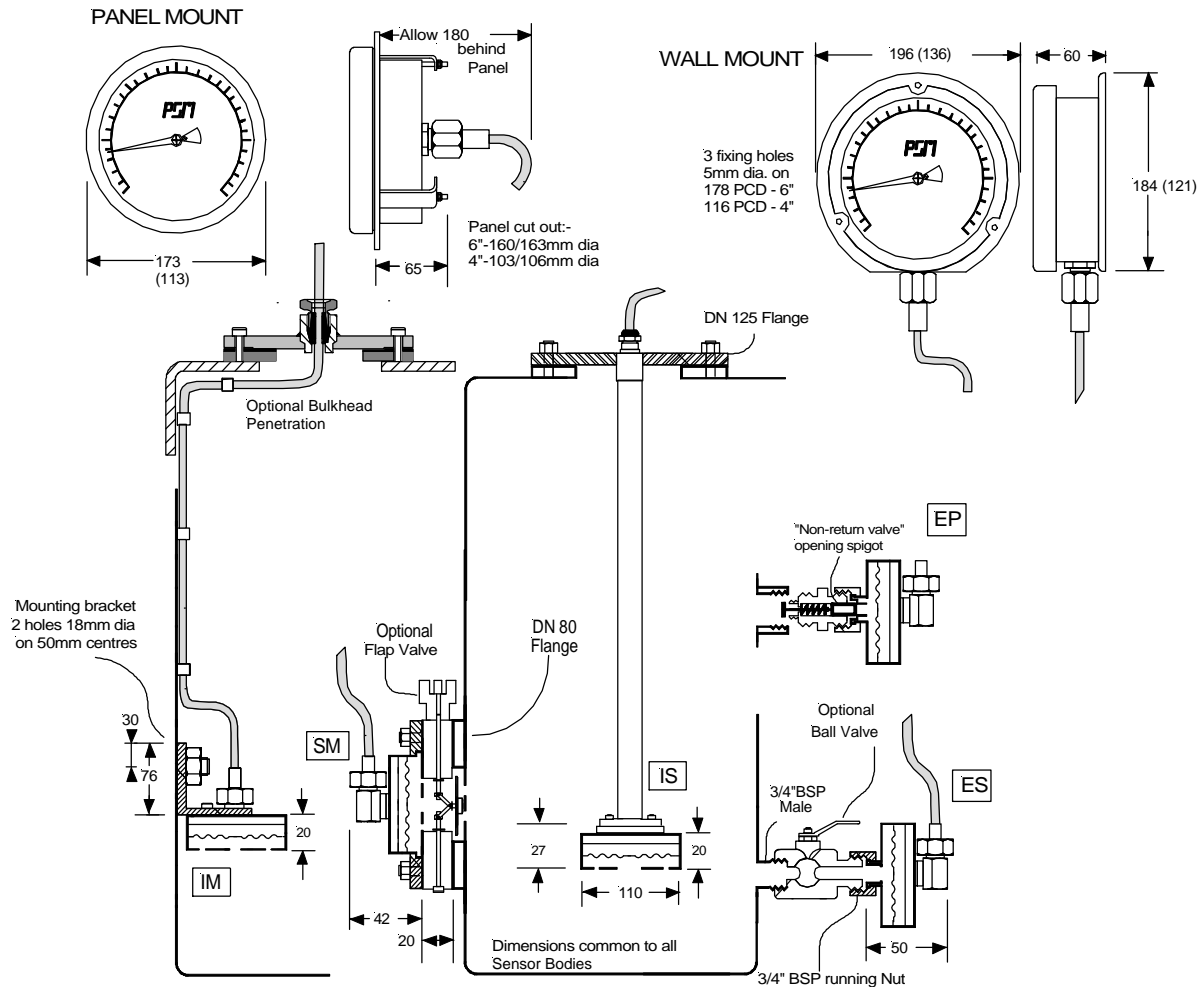 PANEL MOUNT
Allow 180
behind
Panel
PSM
173
(113)
65
Panel cut out:-
6"-160/163mm dia
4"-103/106mm dia
WALL MOUNT
196 (136)
60
3 fixing holes
5mm dia. on
178 PCD - 6"
116 PCD - 4"
PSM
184 (121)
Optional Bulkhead
Penetration
DN 125 Flange
"Non-return valve"
opening spigot
EP
Mounting bracket
2 holes 18mm dia
on 50mm centres
Optional
Flap Valve
DN 80
Flange
30
76
20
IM
SM
42
20
IS
27
20
110
Dimensions common to all
Sensor Bodies
Optional
Ball Valve
3/4"BSP
Male
ES
50
3/4" BSP running Nut